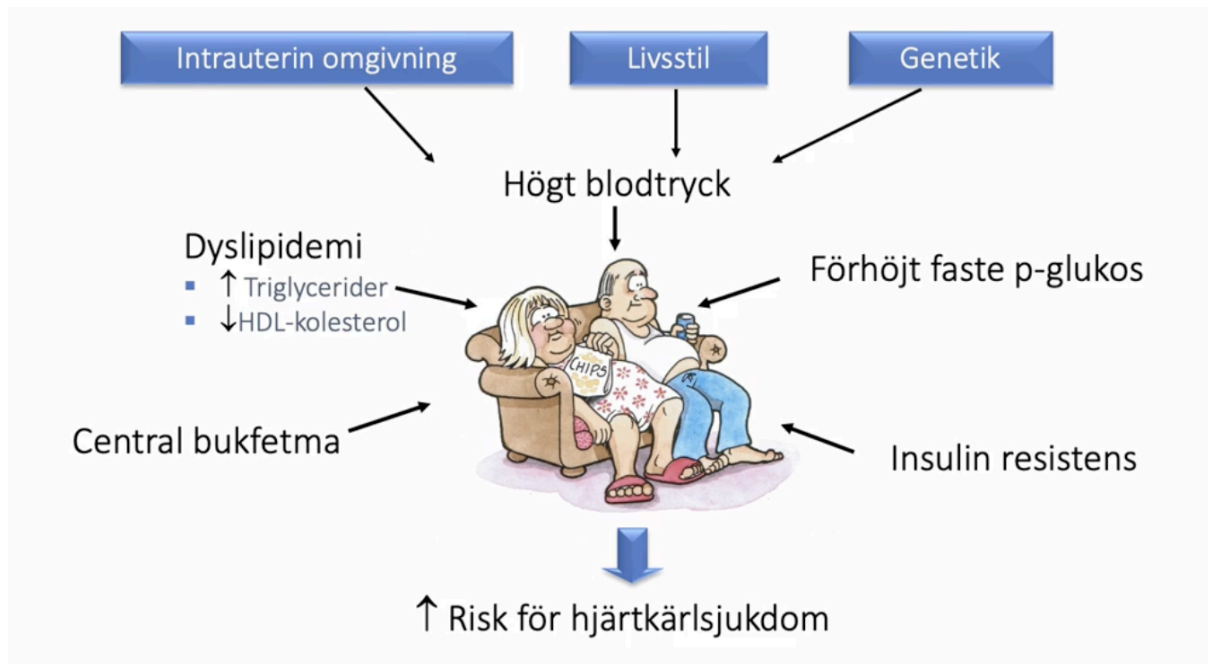 Intrauterin omgivning
Livsstil
Genetik
Högt blodtryck
Dyslipidemi
▪ ↑ Triglycerider
▪ ↓HDL-kolesterol
Förhöjt faste p-glukos
CHIPS
Central bukfetma
Insulin resistens
↑ Risk för hjärtkärlsjukdom